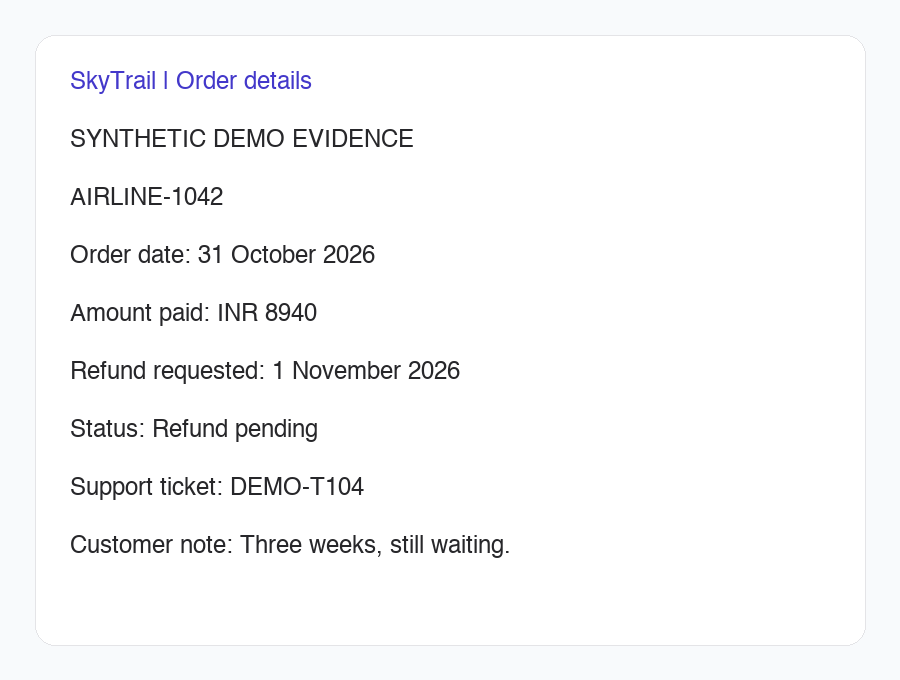 SkyTrail | Order details
SYNTHETIC DEMO EVIDENCE
AIRLINE-1042
Order date: 31 October 2026
Amount paid: INR 8940
Refund requested: 1 November 2026
Status: Refund pending
Support ticket: DEMO-T104
Customer note: Three weeks, still waiting.